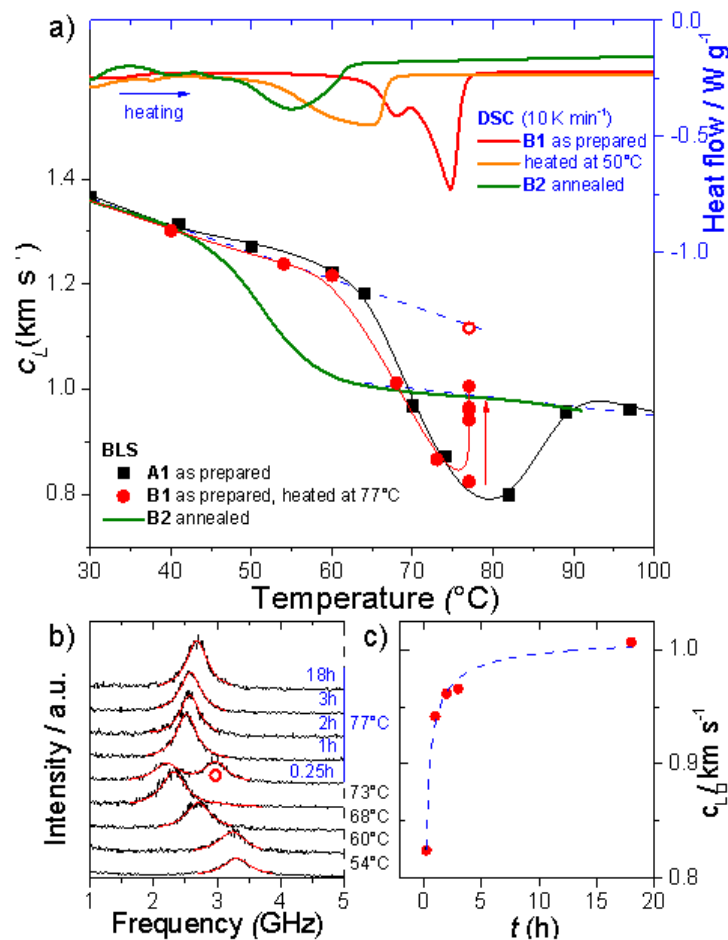 a)
0.0
-0.5
-1.0
Heat flow / W g⁻¹
heating
DSC (10 K min⁻¹)
B1 as prepared
heated at 50°C
B2 annealed
1.4
1.2
1.0
0.8
c_L (km s⁻¹)
BLS
A1 as prepared
B1 as prepared, heated at 77°C
B2 annealed
30 40 50 60 70 80 90 100
Temperature (°C)
b)
18h
3h
2h
77°C
1h
0.25h
73°C
68°C
60°C
54°C
Intensity / a.u.
1 2 3 4 5
Frequency (GHz)
c)
1.0
0.9
0.8
km s⁻¹
0 5 10 15 20
t (h)